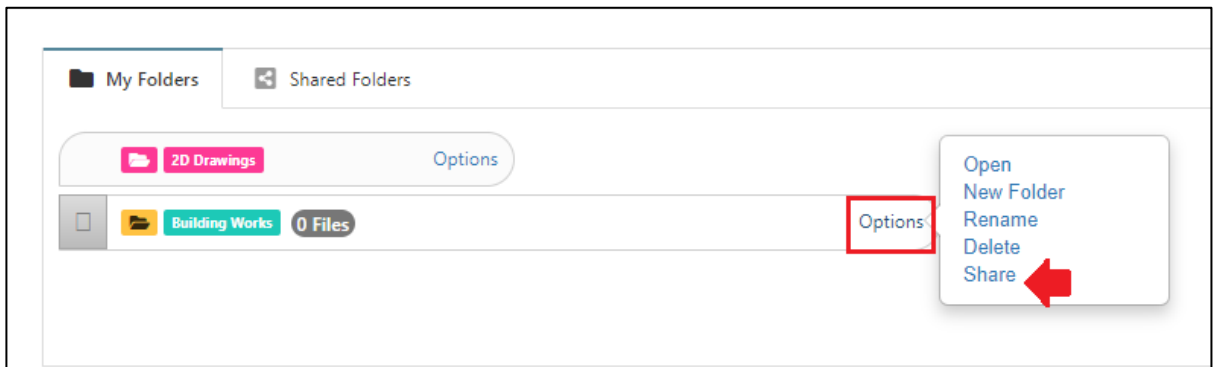 My Folders Shared Folders
2D Drawings Options
Building Works 0 Files Options
Open
New Folder
Rename
Delete
Share